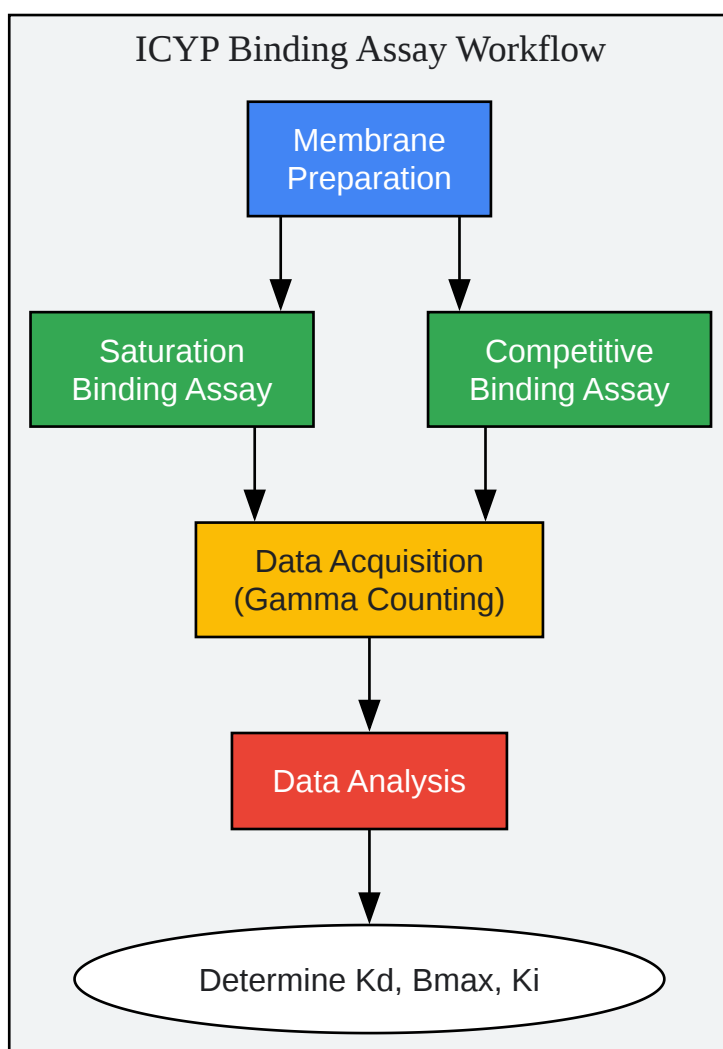 ICYP Binding Assay Workflow
Membrane
Preparation
Saturation
Binding Assay
Competitive
Binding Assay
Data Acquisition
(Gamma Counting)
Data Analysis
Determine Kd, Bmax, Ki